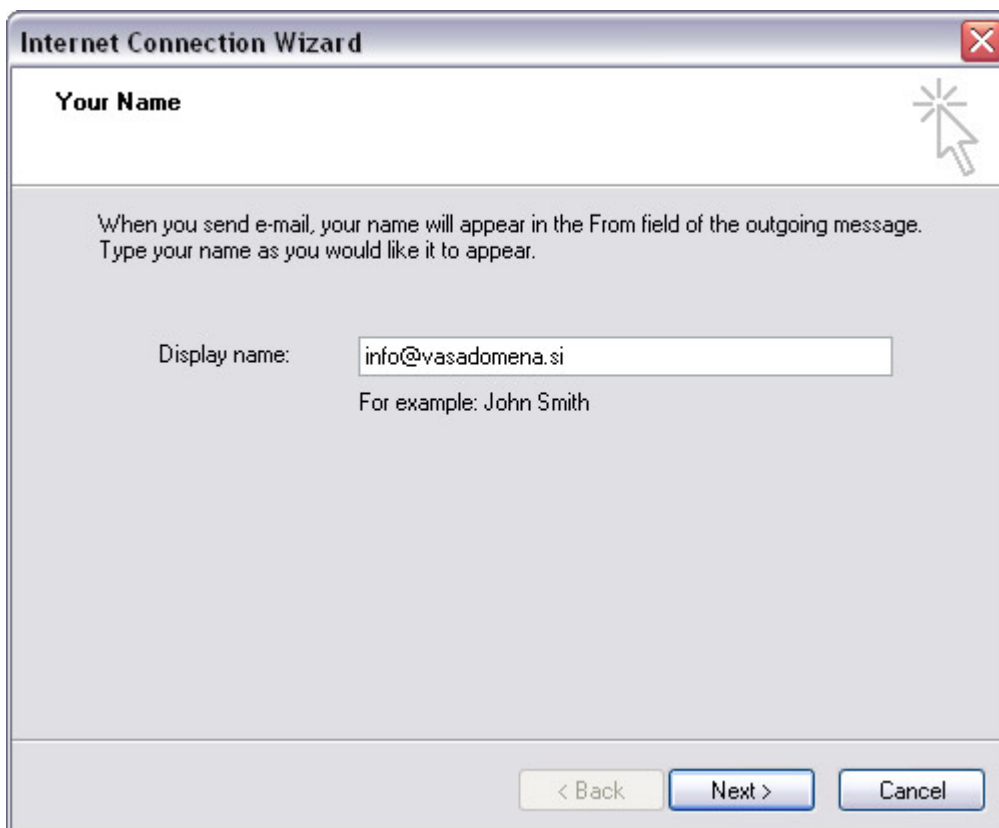 Internet Connection Wizard
Your Name
When you send e-mail, your name will appear in the From field of the outgoing message.
Type your name as you would like it to appear.
Display name: info@vasadomena.si
For example: John Smith
< Back Next > Cancel